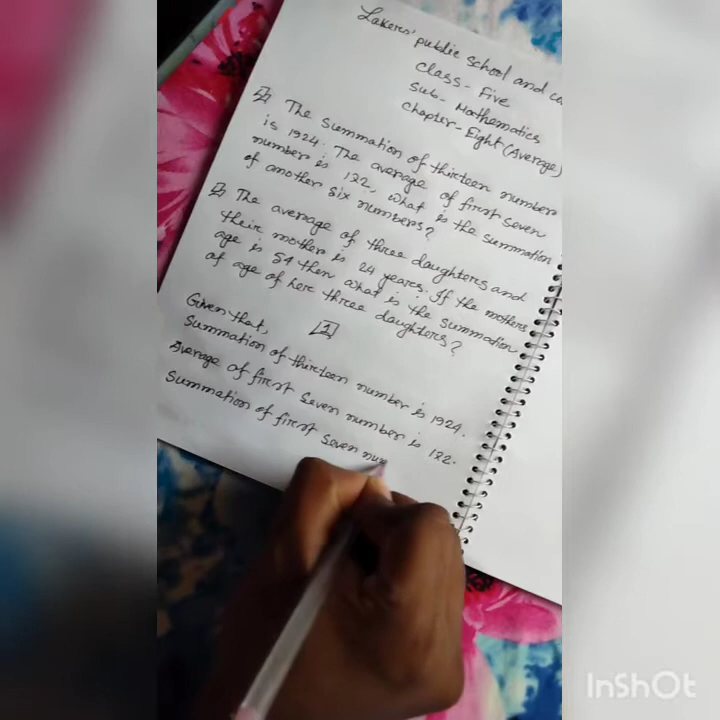 Lakers' public school and co
Class - Five
Sub - Mathematics
Chapter - Eight (Average)
1 The summation of thirteen number
is 1924. The average of first seven
number is 122, what is the summation
of another six numbers?
2 The average of three daughters and
their mother is 24 years. If the mothers
age is 54 then what is the summation
of age of her three daughters?
1
Given that,
Summation of thirteen number is 1924.
Average of first seven number is 122.
Summation of first seven num
InShOt